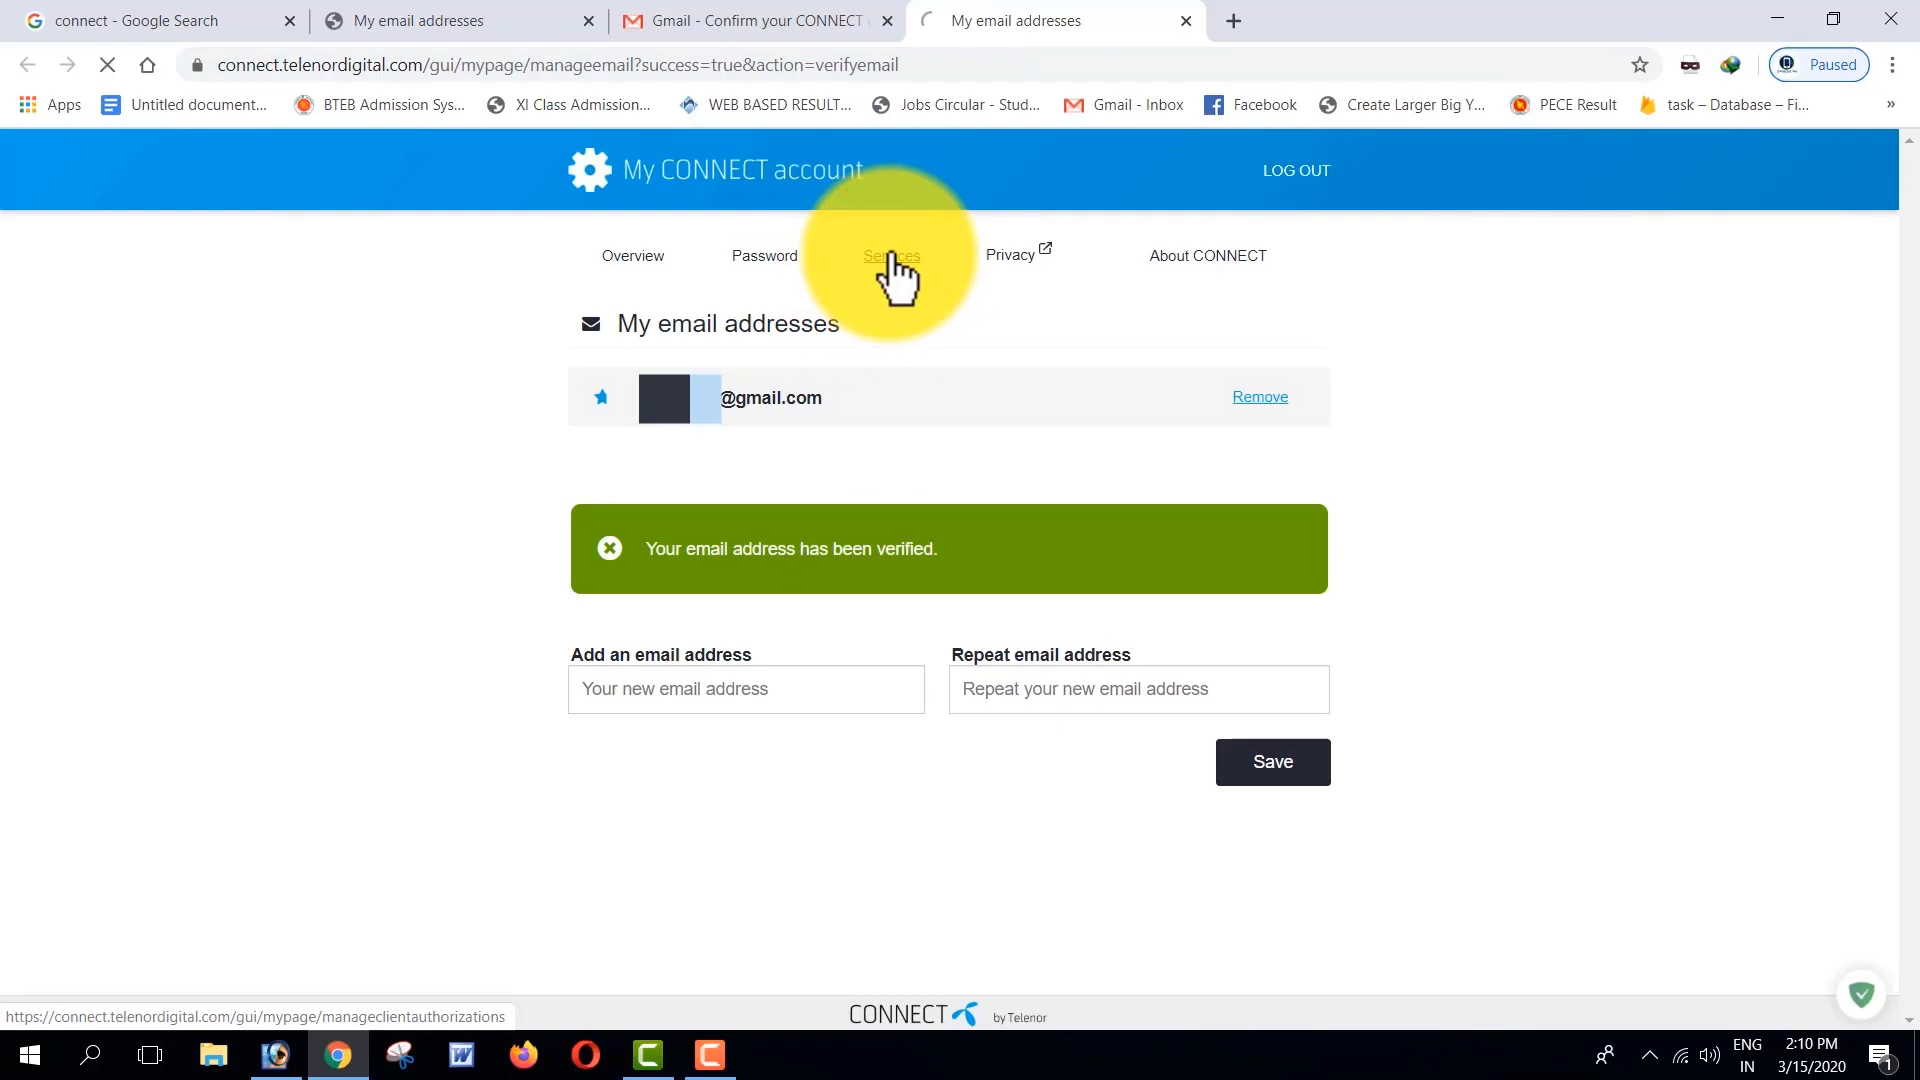 connect - Google Search
My email addresses
Gmail - Confirm your CONNECT
My email addresses
connect.telenordigital.com/gui/mypage/manageemail?success=true&action=verifyemail
Paused
Apps
Untitled document...
BTEB Admission Sys...
XI Class Admission...
WEB BASED RESULT...
Jobs Circular - Stud...
Gmail - Inbox
Facebook
Create Larger Big Y...
PECE Result
task – Database – Fi...
»
My CONNECT account
LOG OUT
Overview
Password
Services
Privacy
About CONNECT
My email addresses
@gmail.com
Remove
Your email address has been verified.
Add an email address
Repeat email address
Your new email address
Repeat your new email address
Save
https://connect.telenordigital.com/gui/mypage/manageclientauthorizations
CONNECT by Telenor
ENG
IN
2:10 PM
3/15/2020
1